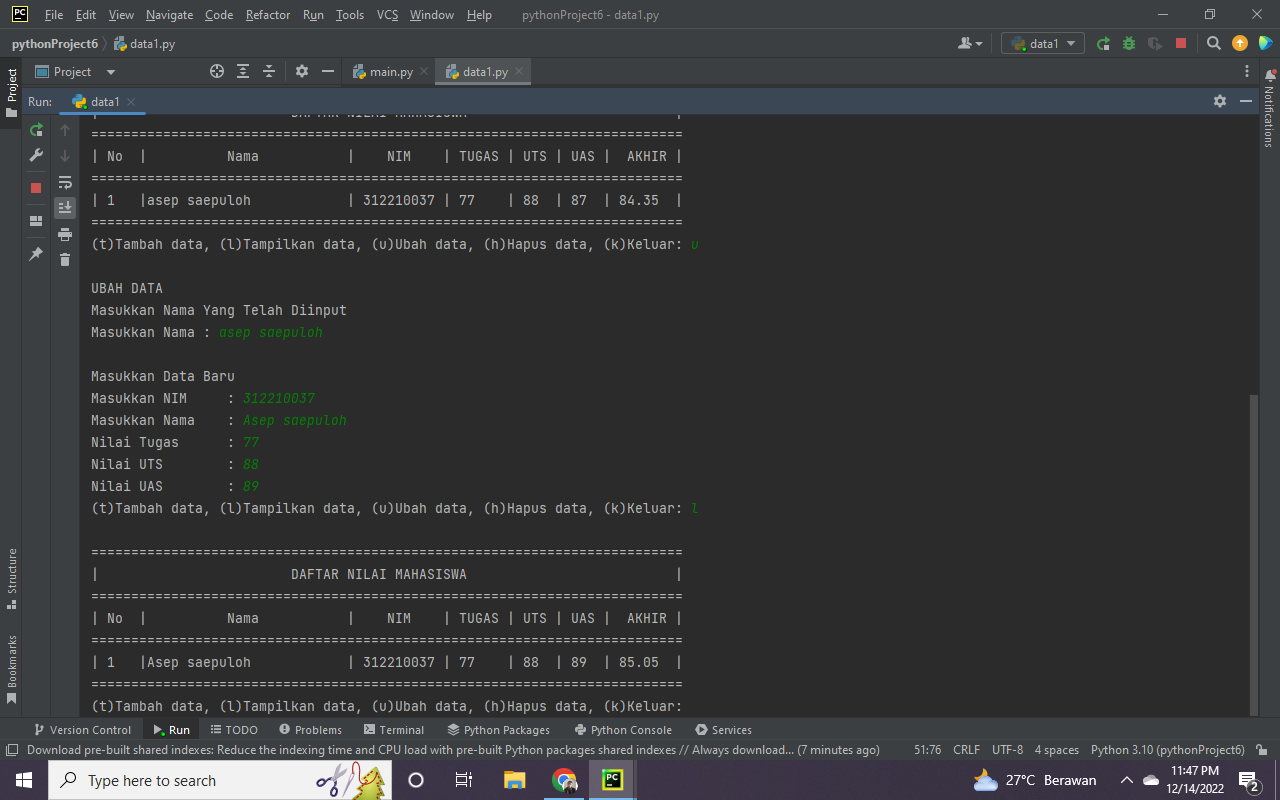 PC File Edit View Navigate Code Refactor Run Tools VCS Window Help pythonProject6 - data1.py
pythonProject6 data1.py data1
Project Project main.py data1.py
Run: data1
Notifications
DAFTAR NILAI MAHASISWA |
==========================================================================
| No | Nama | NIM | TUGAS | UTS | UAS | AKHIR |
==========================================================================
| 1 |asep saepuloh | 312210037 | 77 | 88 | 87 | 84.35 |
==========================================================================
(t)Tambah data, (l)Tampilkan data, (u)Ubah data, (h)Hapus data, (k)Keluar: u
UBAH DATA
Masukkan Nama Yang Telah Diinput
Masukkan Nama : asep saepuloh
Masukkan Data Baru
Masukkan NIM : 312210037
Masukkan Nama : Asep saepuloh
Nilai Tugas : 77
Nilai UTS : 88
Nilai UAS : 89
(t)Tambah data, (l)Tampilkan data, (u)Ubah data, (h)Hapus data, (k)Keluar: l
==========================================================================
| DAFTAR NILAI MAHASISWA |
==========================================================================
| No | Nama | NIM | TUGAS | UTS | UAS | AKHIR |
==========================================================================
| 1 |Asep saepuloh | 312210037 | 77 | 88 | 89 | 85.05 |
==========================================================================
(t)Tambah data, (l)Tampilkan data, (u)Ubah data, (h)Hapus data, (k)Keluar:
Structure
Bookmarks
Version Control Run TODO Problems Terminal Python Packages Python Console Services
Download pre-built shared indexes: Reduce the indexing time and CPU load with pre-built Python packages shared indexes // Always download... (7 minutes ago) 51:76 CRLF UTF-8 4 spaces Python 3.10 (pythonProject6)
Type here to search PC 27°C Berawan 11:47 PM
12/14/2022 2